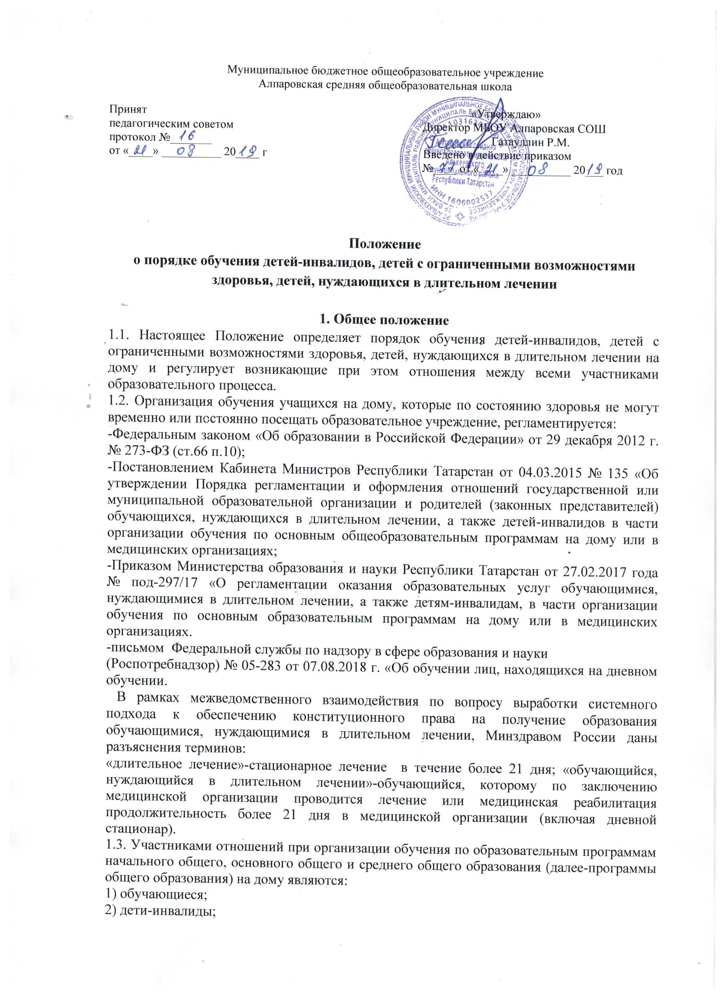 Муниципальное бюджетное общеобразовательное учреждение
Алпаровская средняя общеобразовательная школа
Принят
педагогическим советом
протокол № 16
от «21» 08 2019 г
«Утверждаю»
Директор МБОУ Алпаровская СОШ
Гатауллин Р.М.
Введено в действие приказом
№ 77 от «21» 08 2019 год
Алпаровская средняя
общеобразовательная школа
Алькеевского
муниципального района
Республики Татарстан
ИНН 1606002537
Положение
о порядке обучения детей-инвалидов, детей с ограниченными возможностями
здоровья, детей, нуждающихся в длительном лечении
1. Общее положение
1.1. Настоящее Положение определяет порядок обучения детей-инвалидов, детей с
ограниченными возможностями здоровья, детей, нуждающихся в длительном лечении на
дому и регулирует возникающие при этом отношения между всеми участниками
образовательного процесса.
1.2. Организация обучения учащихся на дому, которые по состоянию здоровья не могут
временно или постоянно посещать образовательное учреждение, регламентируется:
-Федеральным законом «Об образовании в Российской Федерации» от 29 декабря 2012 г.
№ 273-ФЗ (ст.66 п.10);
-Постановлением Кабинета Министров Республики Татарстан от 04.03.2015 № 135 «Об
утверждении Порядка регламентации и оформления отношений государственной или
муниципальной образовательной организации и родителей (законных представителей)
обучающихся, нуждающихся в длительном лечении, а также детей-инвалидов в части
организации обучения по основным общеобразовательным программам на дому или в
медицинских организациях;
-Приказом Министерства образования и науки Республики Татарстан от 27.02.2017 года
№ под-297/17 «О регламентации оказания образовательных услуг обучающимися,
нуждающимися в длительном лечении, а также детям-инвалидам, в части организации
обучения по основным образовательным программам на дому или в медицинских
организациях.
-письмом Федеральной службы по надзору в сфере образования и науки
(Роспотребнадзор) № 05-283 от 07.08.2018 г. «Об обучении лиц, находящихся на дневном
обучении.
В рамках межведомственного взаимодействия по вопросу выработки системного
подхода к обеспечению конституционного права на получение образования
обучающимися, нуждающимися в длительном лечении, Минздравом России даны
разъяснения терминов:
«длительное лечение»-стационарное лечение в течение более 21 дня; «обучающийся,
нуждающийся в длительном лечении»-обучающийся, которому по заключению
медицинской организации проводится лечение или медицинская реабилитация
продолжительность более 21 дня в медицинской организации (включая дневной
стационар).
1.3. Участниками отношений при организации обучения по образовательным программам
начального общего, основного общего и среднего общего образования (далее-программы
общего образования) на дому являются:
1) обучающиеся;
2) дети-инвалиды;